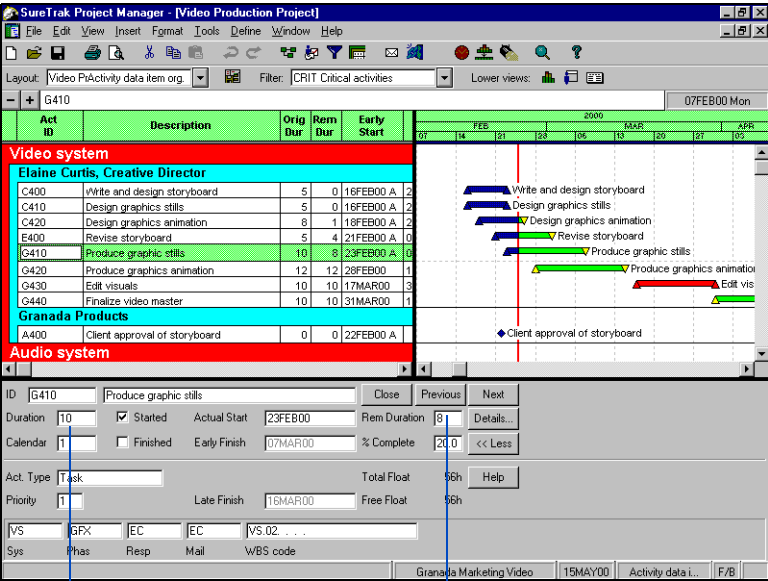 SureTrak Project Manager - [Video Production Project]
File Edit View Insert Format Tools Define Window Help
Layout: Video PrActivity data item org. Filter: CRIT Critical activities Lower views:
G410 07FEB00 Mon
Act ID Description Orig Dur Rem Dur Early Start
2000
FEB MAR APR
07 14 21 28 06 13 20 27 03
Video system
Elaine Curtis, Creative Director
C400 Write and design storyboard 5 0 16FEB00 A 2 Write and design storyboard
C410 Design graphics stills 5 0 16FEB00 A 2 Design graphics stills
C420 Design graphics animation 8 1 18FEB00 A 2 Design graphics animation
E400 Revise storyboard 5 4 21FEB00 A 0 Revise storyboard
G410 Produce graphic stills 10 8 23FEB00 A 0 Produce graphic stills
G420 Produce graphics animation 12 12 28FEB00 1 Produce graphics animation
G430 Edit visuals 10 10 17MAR00 3 Edit vis
G440 Finalize video master 10 10 31MAR00 1
Granada Products
A400 Client approval of storyboard 0 0 22FEB00 A Client approval of storyboard
Audio system
ID G410 Produce graphic stills Close Previous Next
Duration 10 Started Actual Start 23FEB00 Rem Duration 8 Details...
Calendar 1 Finished Early Finish 07MAR00 % Complete 20.0 << Less
Act. Type Task Total Float 56h Help
Priority 1 Late Finish 16MAR00 Free Float 56h
VS GFX EC EC VS.02. . . .
Sys Phas Resp Mail WBS code
Granada Marketing Video 15MAY00 Activity data i... F/B